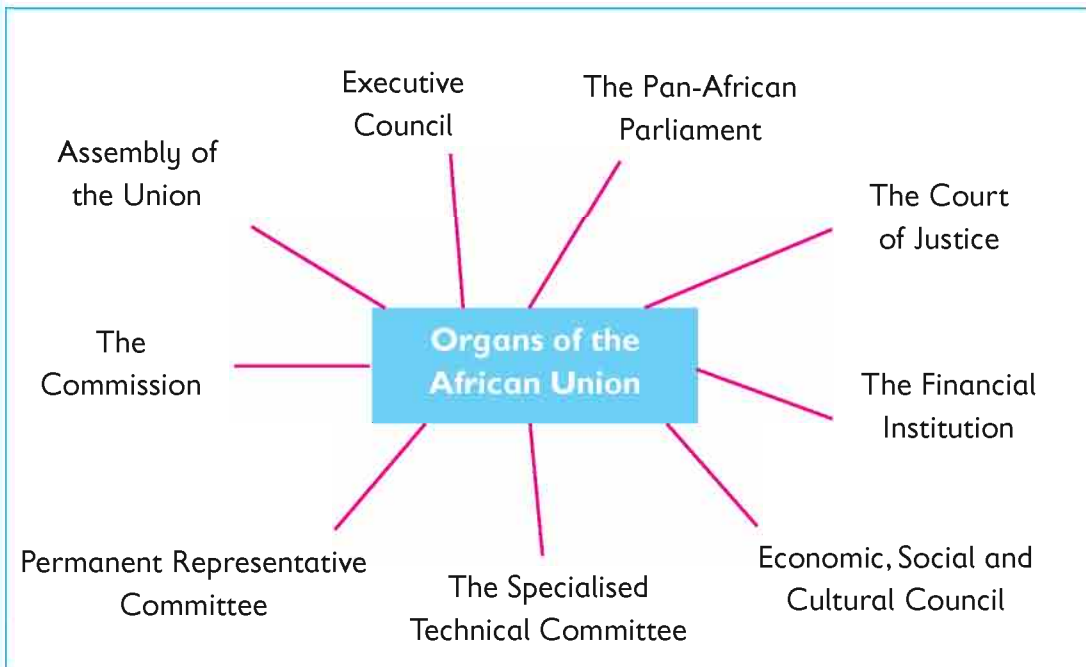 Executive
Council
The Pan-African
Parliament
Assembly of
the Union
The Court
of Justice
Organs of the
African Union
The
Commission
The Financial
Institution
Permanent Representative
Committee
The Specialised
Technical Committee
Economic, Social and
Cultural Council